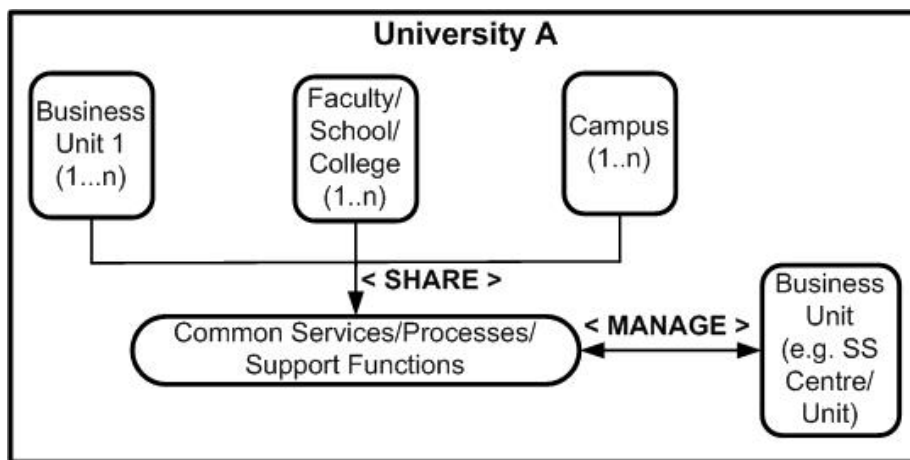 University A
Business
Unit 1
(1...n)
Faculty/
School/
College
(1..n)
Campus
(1..n)
< SHARE >
Common Services/Processes/
Support Functions
< MANAGE >
Business
Unit
(e.g. SS
Centre/
Unit)